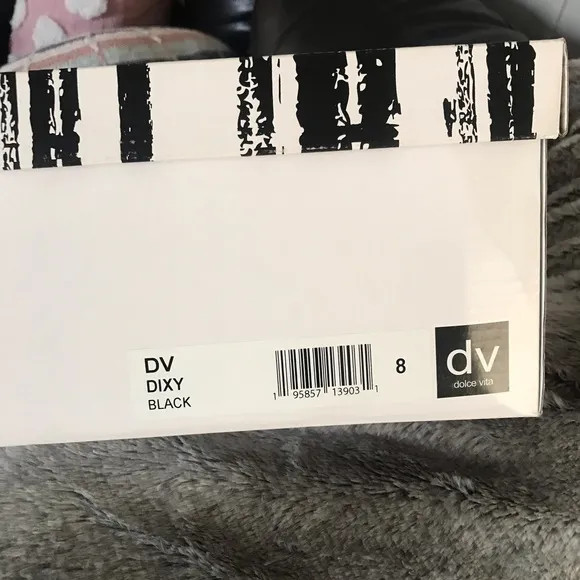 DV
DIXY
BLACK
1 95857 13903 1
8
dv
dolce vita